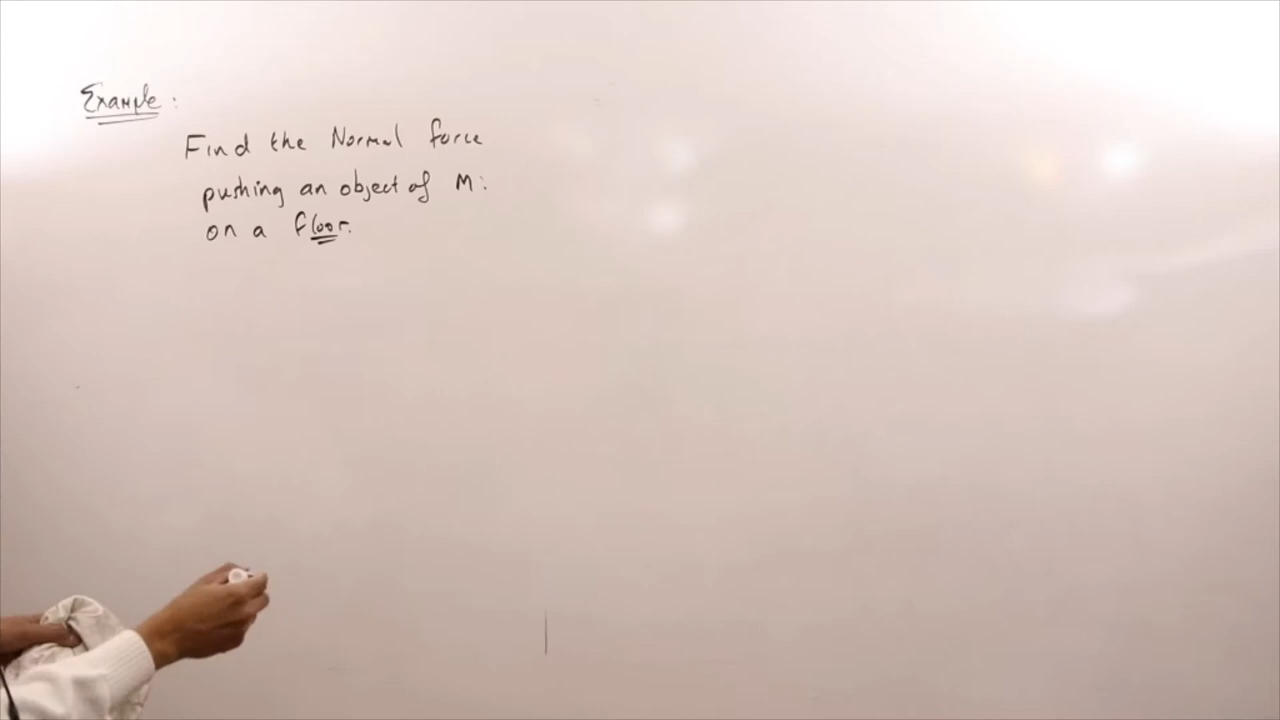 Example:
Find the Normal force
pushing an object of M:
on a floor.